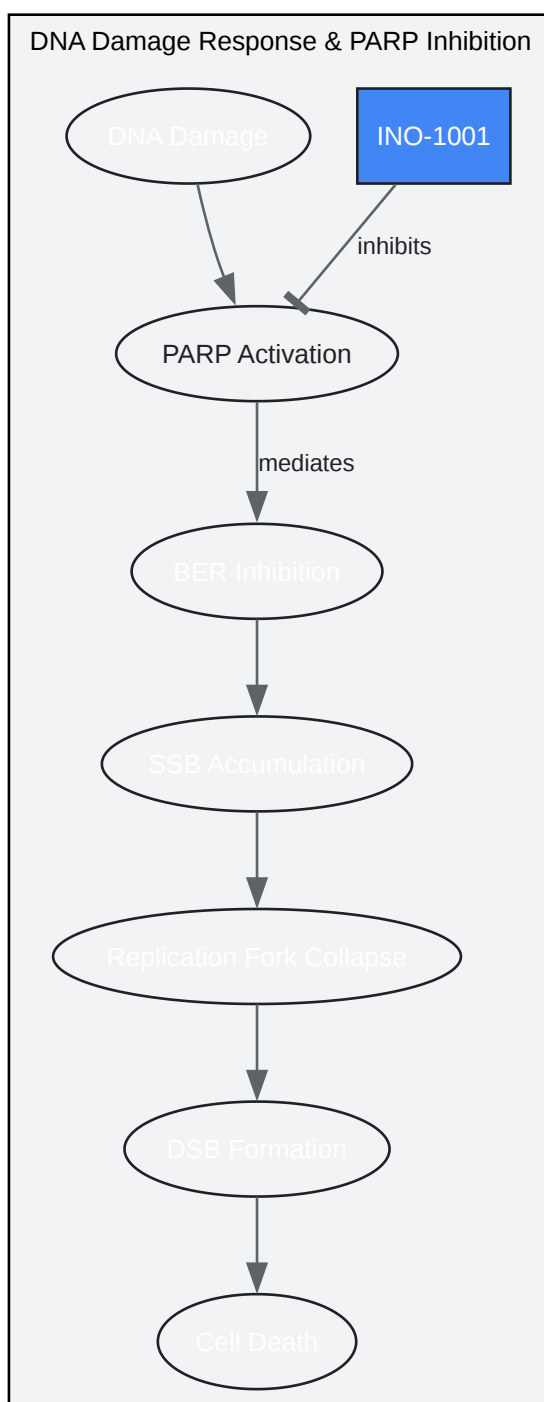 DNA Damage Response & PARP Inhibition
DNA Damage
INO-1001
inhibits
PARP Activation
mediates
BER Inhibition
SSB Accumulation
Replication Fork Collapse
DSB Formation
Cell Death